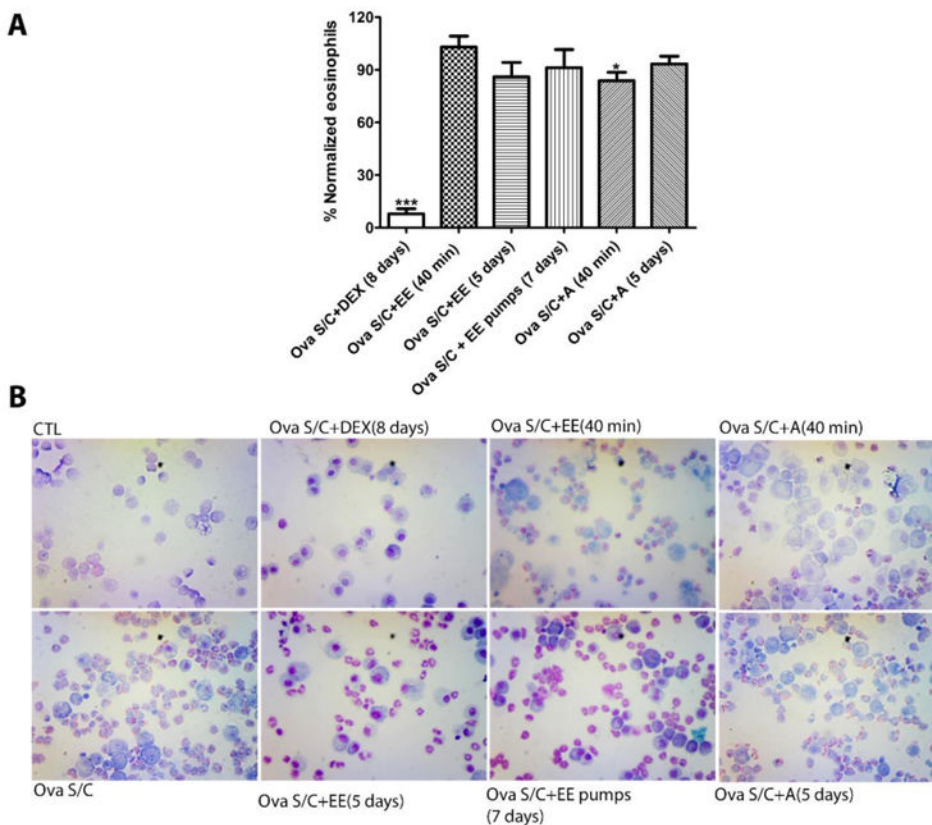 A
% Normalized eosinophils
120
90
60
30
0
***
*
Ova S/C+DEX (8 days)
Ova S/C+EE (40 min)
Ova S/C+EE (5 days)
Ova S/C + EE pumps (7 days)
Ova S/C+A (40 min)
Ova S/C+A (5 days)
B
CTL
Ova S/C+DEX(8 days)
Ova S/C+EE(40 min)
Ova S/C+A(40 min)
Ova S/C
Ova S/C+EE(5 days)
Ova S/C+EE pumps
(7 days)
Ova S/C+A(5 days)